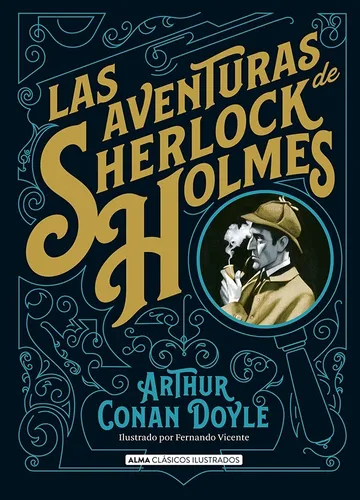 LAS
AVENTURAS de
SHERLOCK
HOLMES
ARTHUR
CONAN DOYLE
Ilustrado por Fernando Vicente
ALMA CLÁSICOS ILUSTRADOS